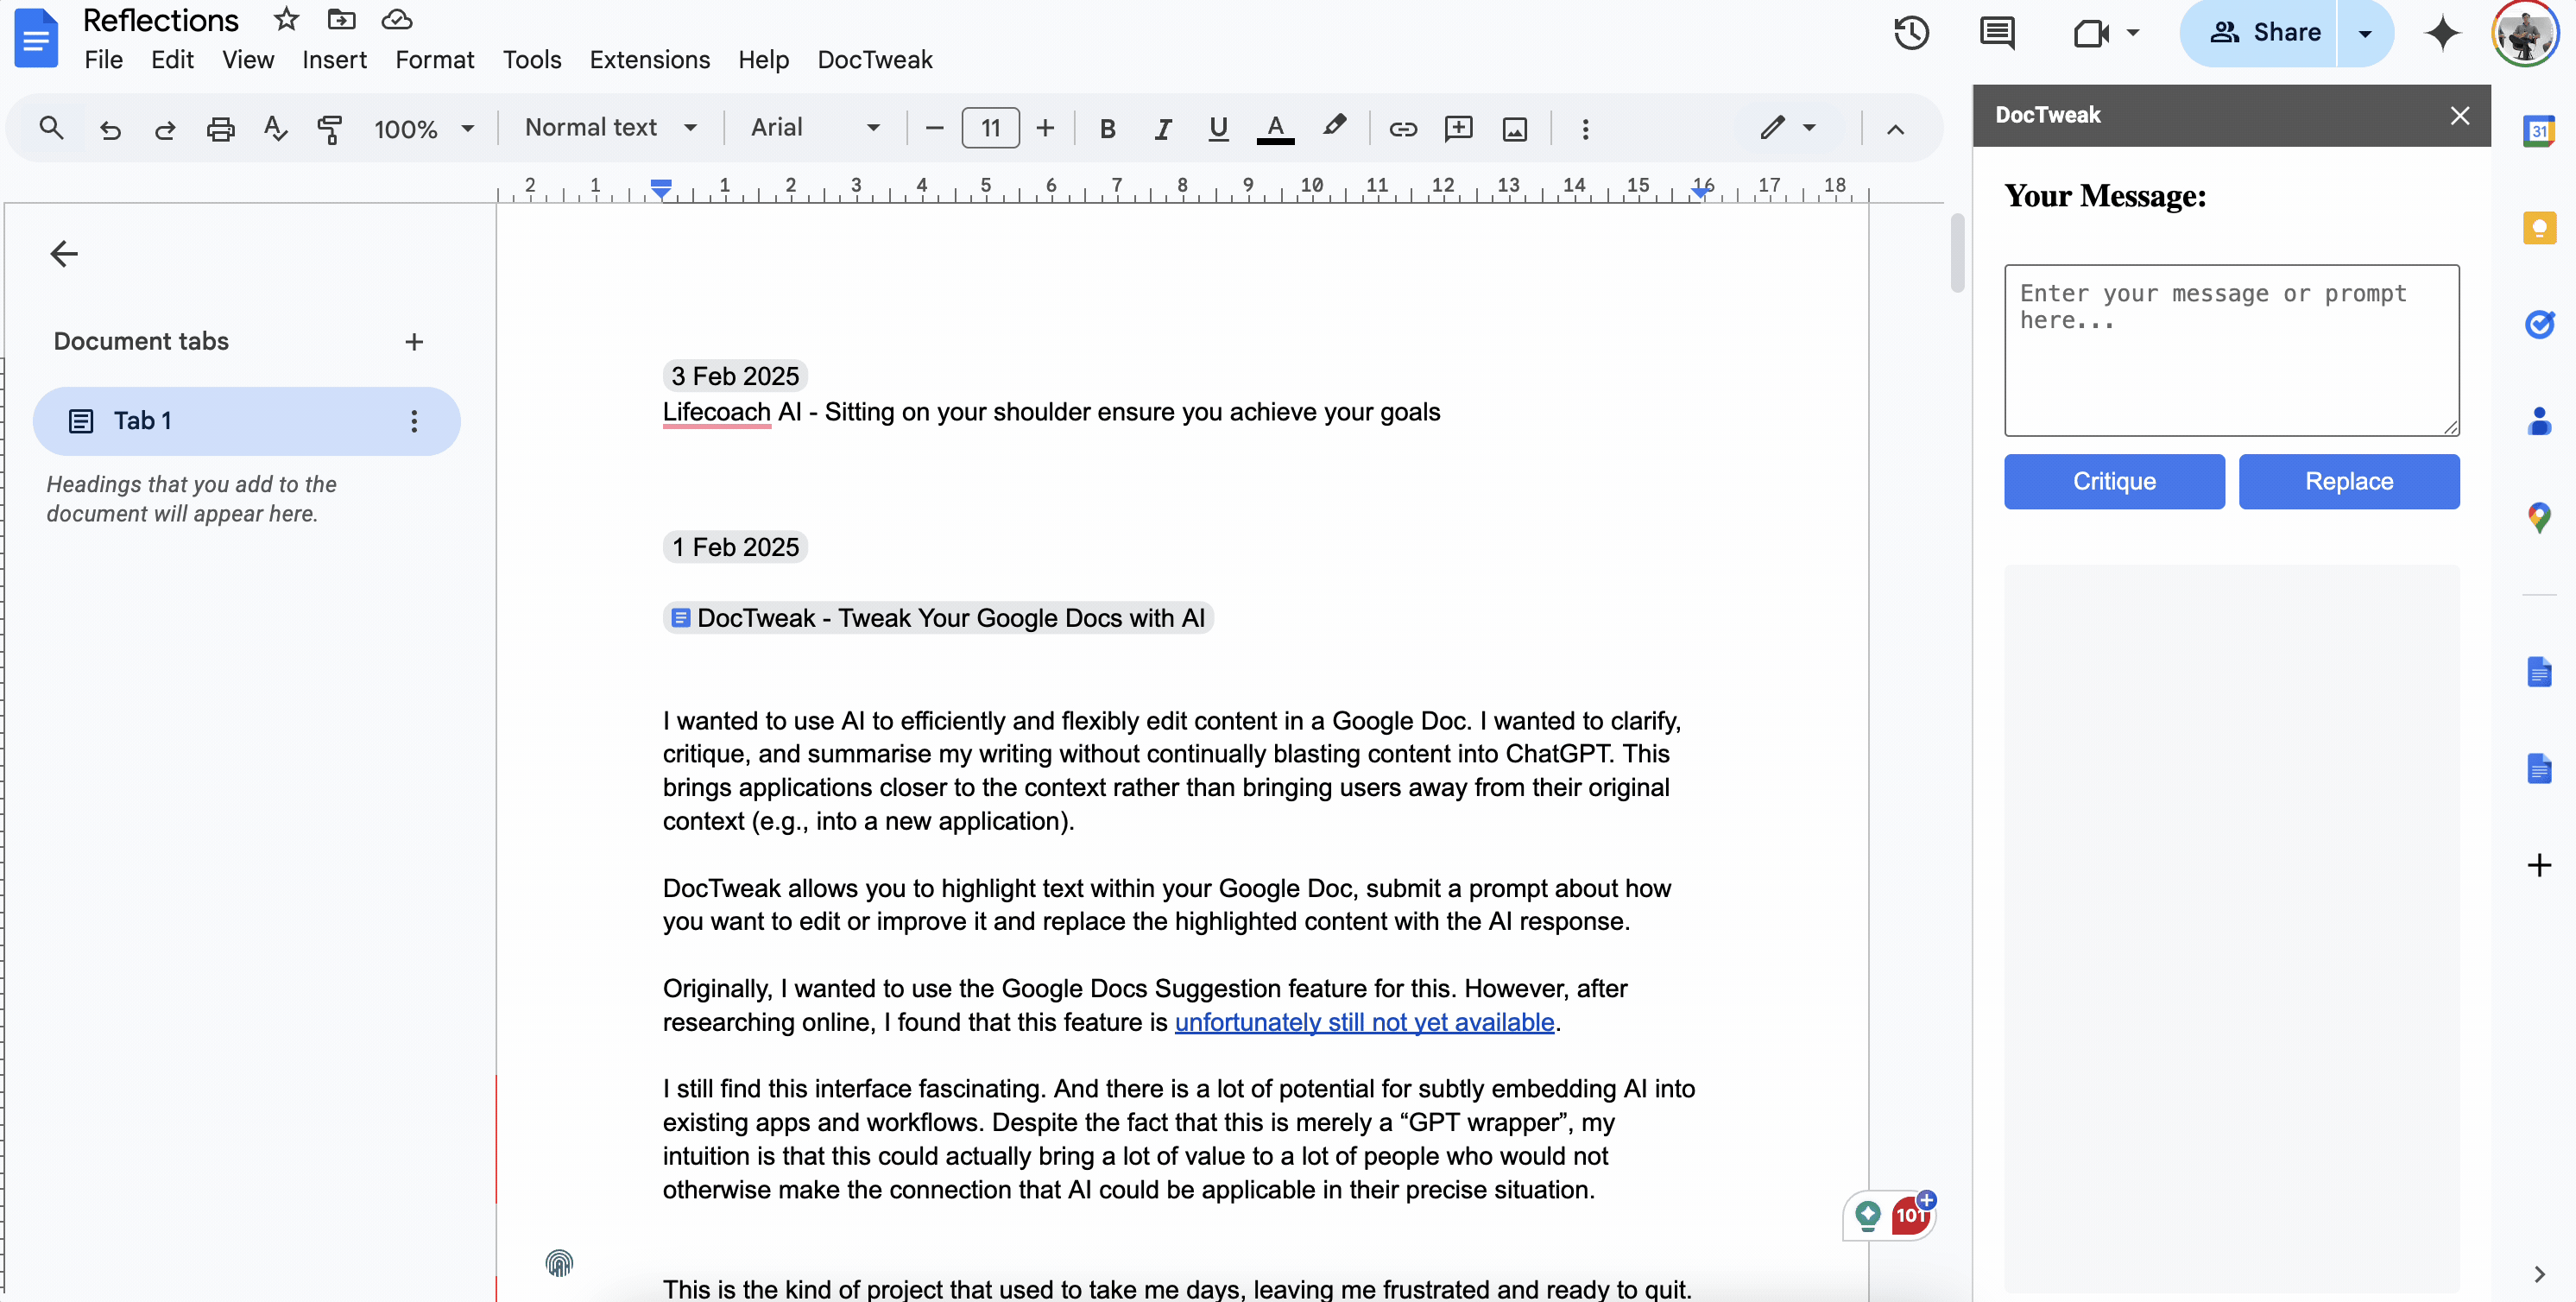 Reflections
File Edit View Insert Format Tools Extensions Help DocTweak
Share
100% Normal text Arial 11 B I U A
2 1 1 2 3 4 5 6 7 8 9 10 11 12 13 14 15 16 17 18
Document tabs
Tab 1
Headings that you add to the
document will appear here.
3 Feb 2025
Lifecoach AI - Sitting on your shoulder ensure you achieve your goals
1 Feb 2025
DocTweak - Tweak Your Google Docs with AI
I wanted to use AI to efficiently and flexibly edit content in a Google Doc. I wanted to clarify,
critique, and summarise my writing without continually blasting content into ChatGPT. This
brings applications closer to the context rather than bringing users away from their original
context (e.g., into a new application).
DocTweak allows you to highlight text within your Google Doc, submit a prompt about how
you want to edit or improve it and replace the highlighted content with the AI response.
Originally, I wanted to use the Google Docs Suggestion feature for this. However, after
researching online, I found that this feature is unfortunately still not yet available.
I still find this interface fascinating. And there is a lot of potential for subtly embedding AI into
existing apps and workflows. Despite the fact that this is merely a “GPT wrapper”, my
intuition is that this could actually bring a lot of value to a lot of people who would not
otherwise make the connection that AI could be applicable in their precise situation.
This is the kind of project that used to take me days, leaving me frustrated and ready to quit.
101
DocTweak
Your Message:
Enter your message or prompt
here...
Critique Replace
31